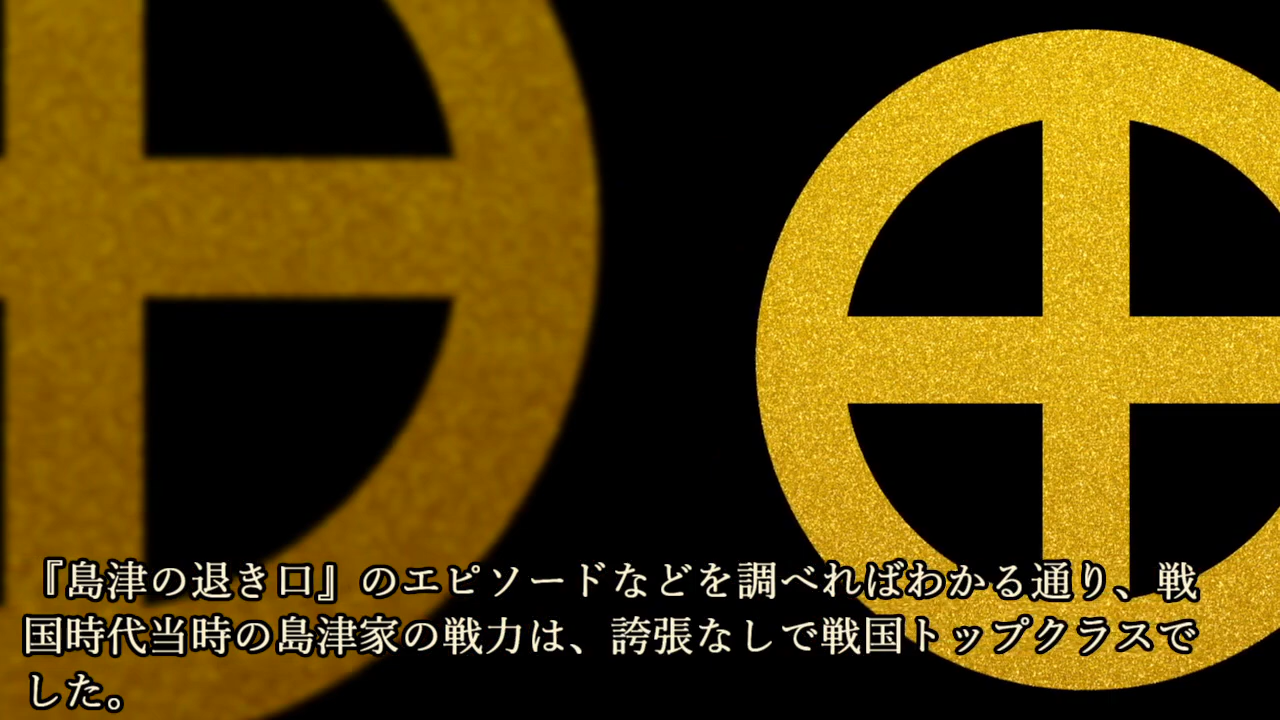 『島津の退き口』のエピソードなどを調べればわかる通り、戦
国時代当時の島津家の戦力は、誇張なしで戦国トップクラスで
した。